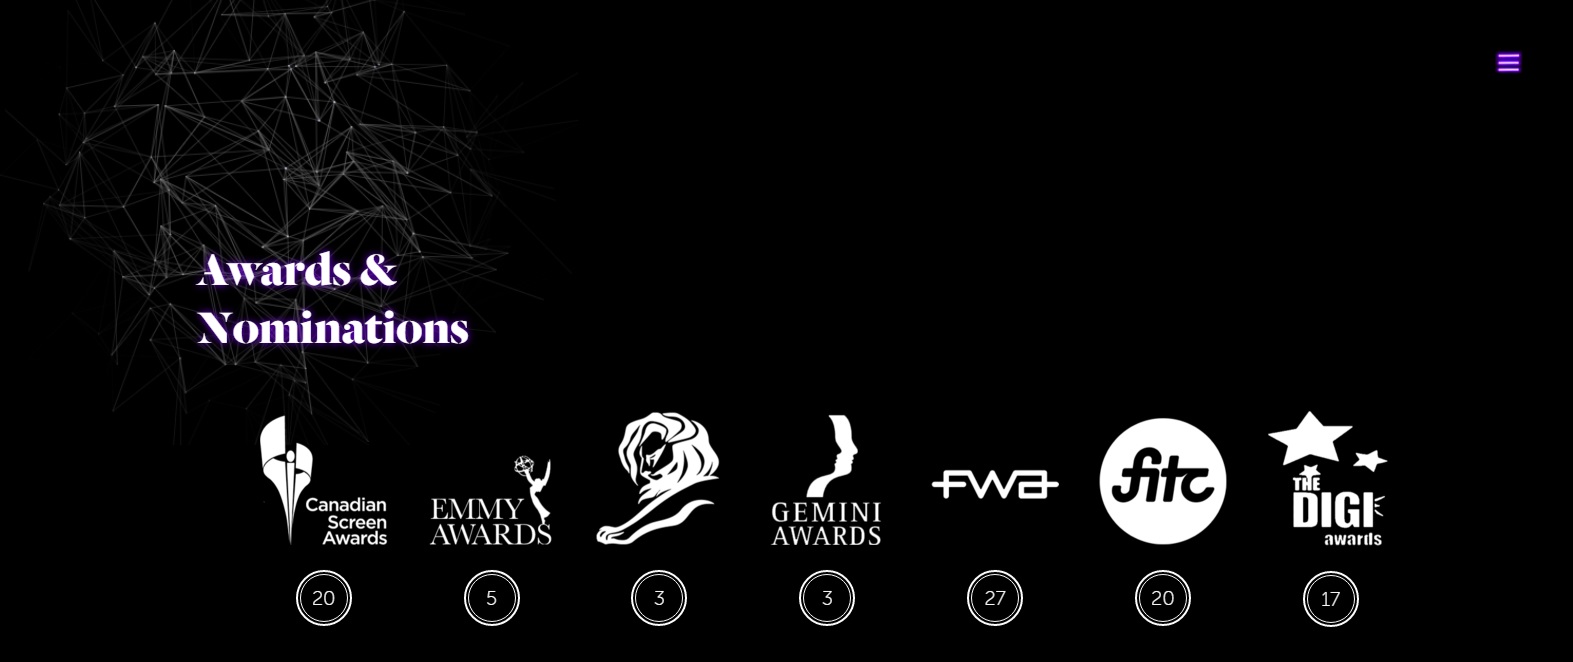 Awards &
Nominations
Canadian
Screen
Awards
EMMY
AWARDS
GEMINI
AWARDS
FWA
fitc
THE
DIGI
awards
20
5
3
3
27
20
17